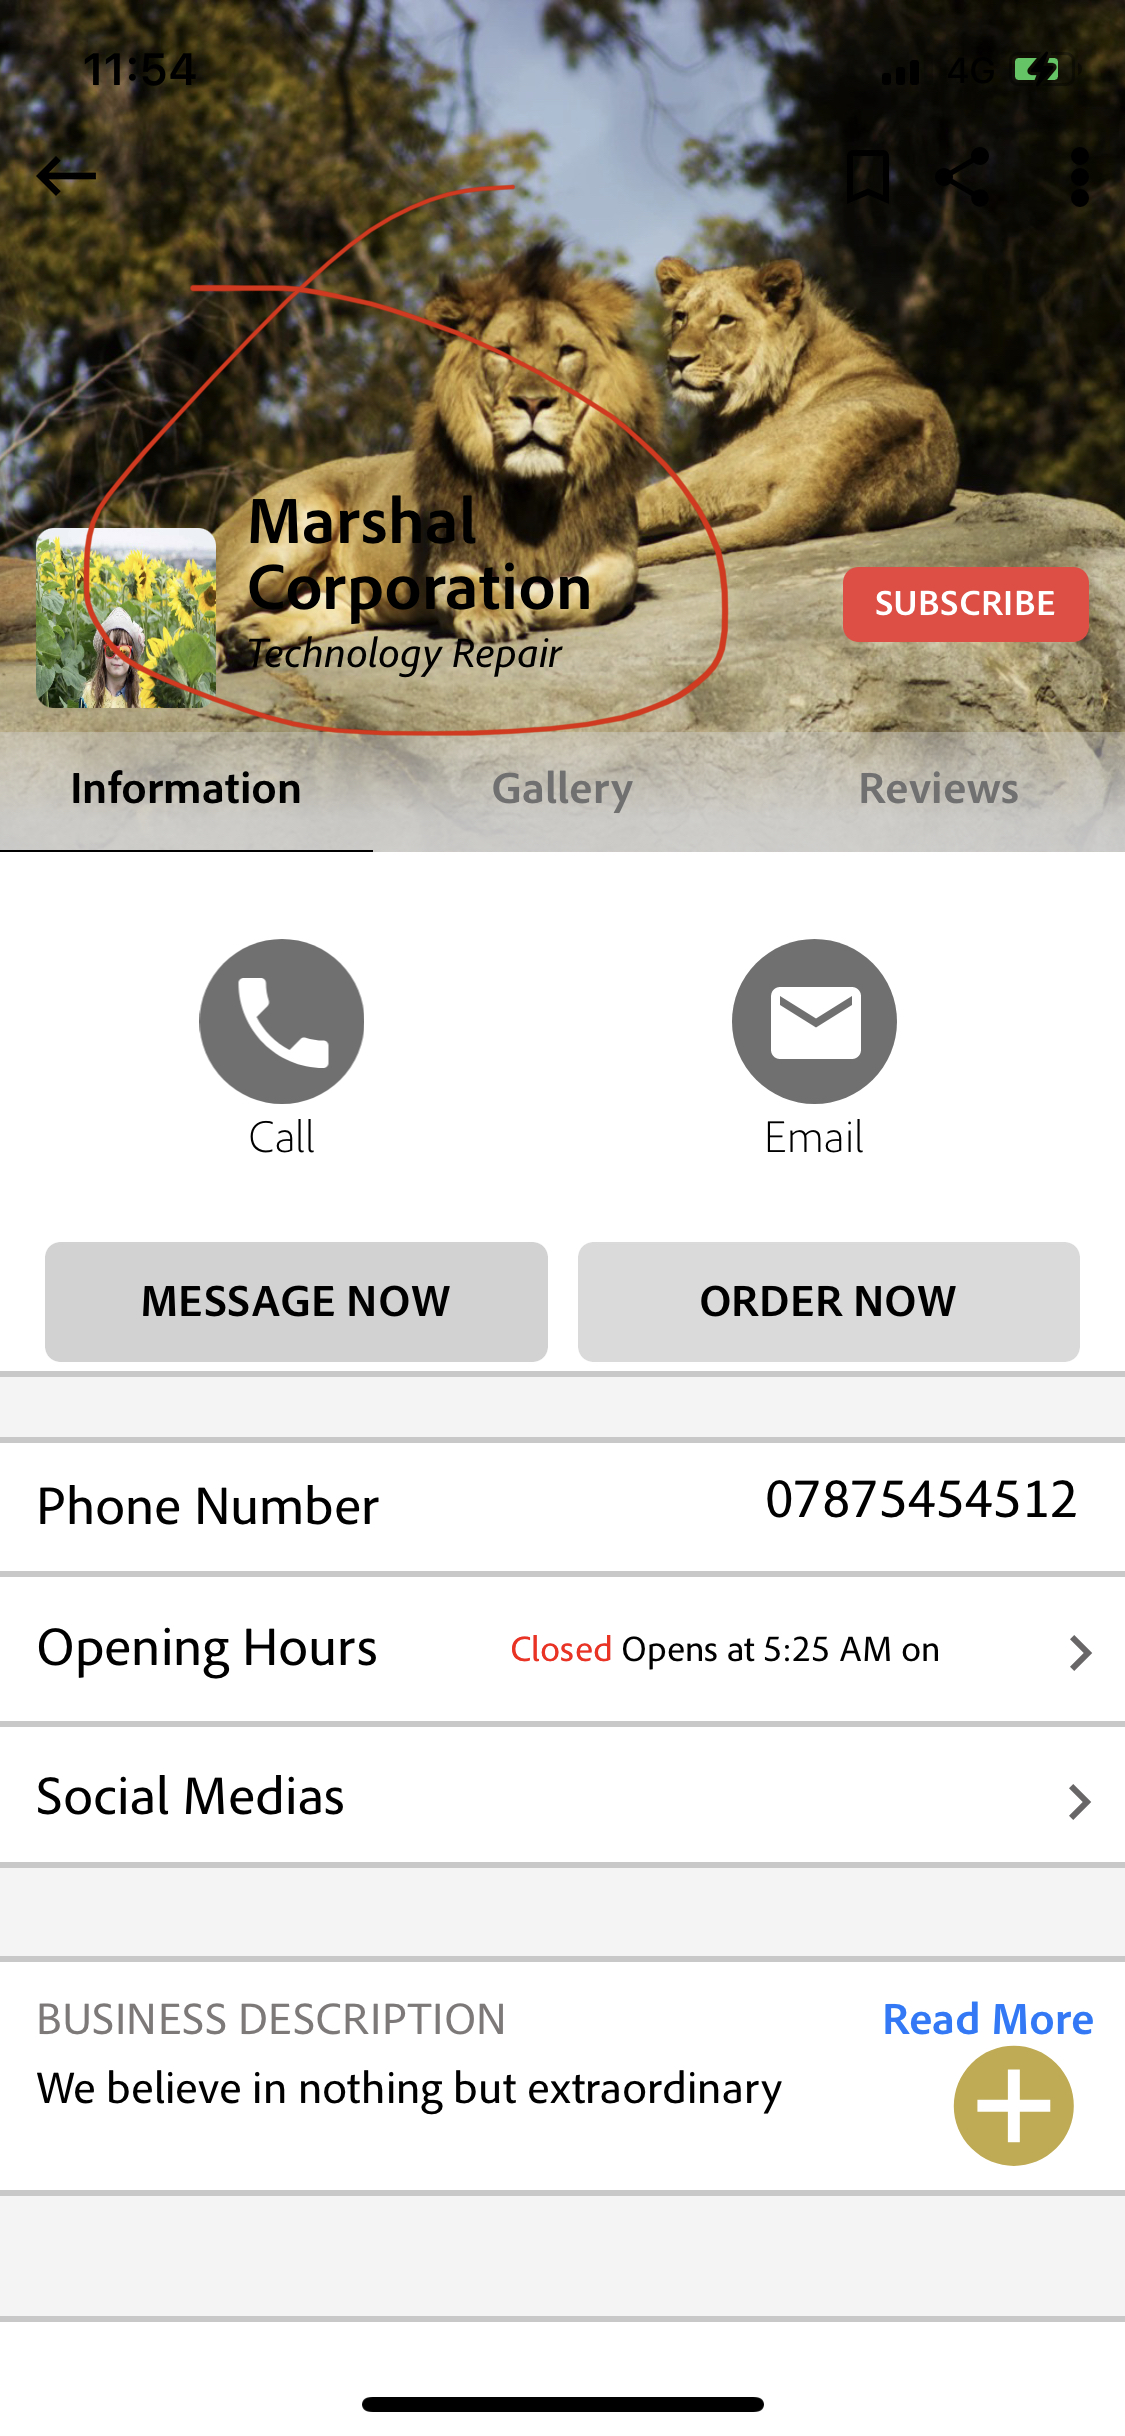 11:54
4G
Marshal
Corporation
Technology Repair
SUBSCRIBE
Information Gallery Reviews
Call Email
MESSAGE NOW ORDER NOW
Phone Number 07875454512
Opening Hours Closed Opens at 5:25 AM on
Social Medias
BUSINESS DESCRIPTION Read More
We believe in nothing but extraordinary